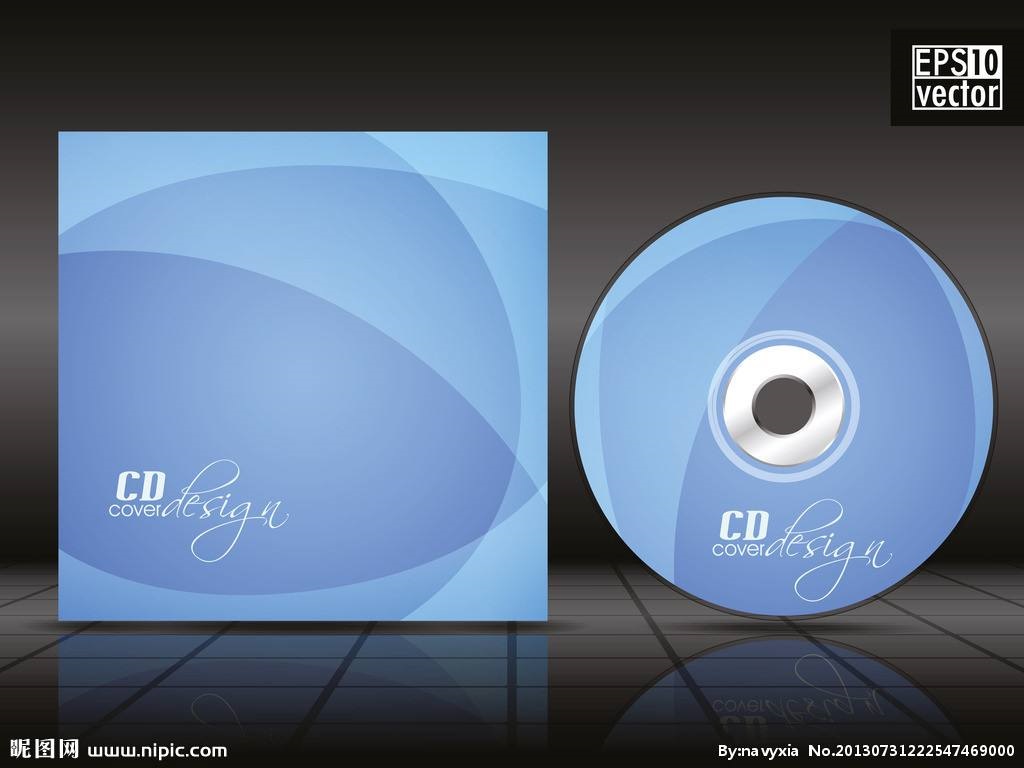 EPS10
vector
CD
cover design
CD
cover design
昵图网 www.nipic.com
By:navyxia No.20130731222547469000